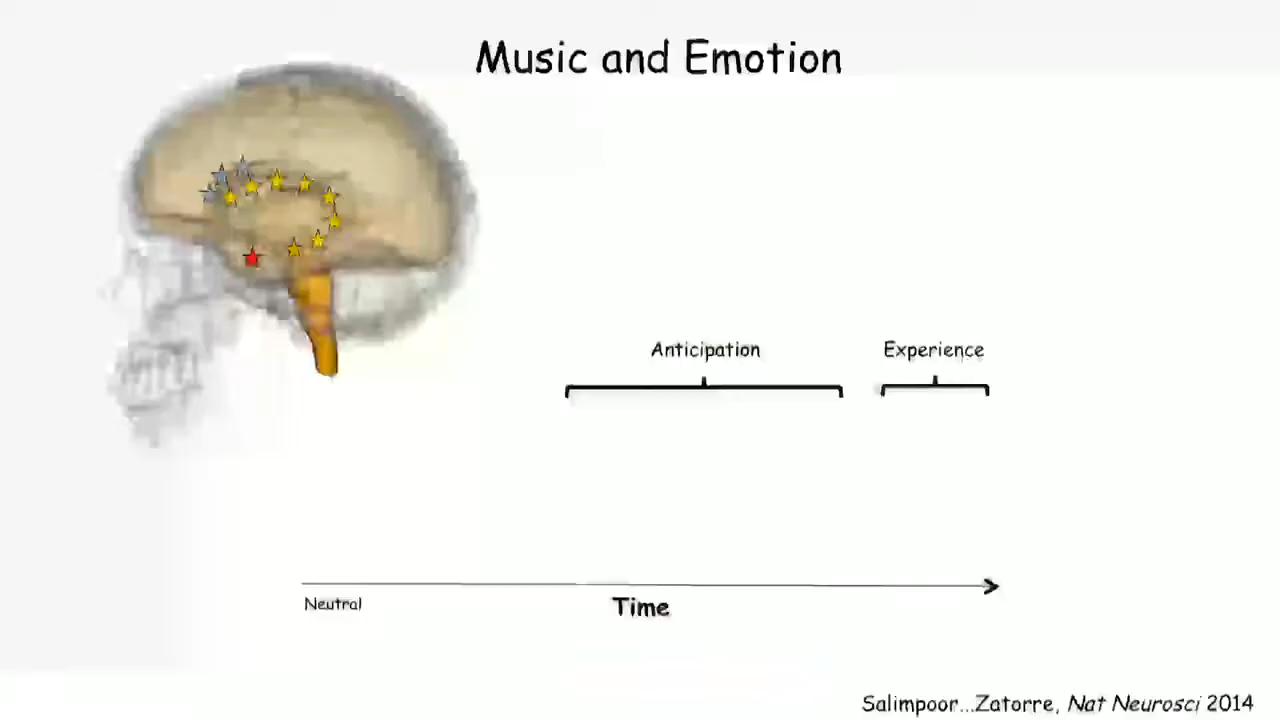 Music and Emotion
Anticipation
Experience
Neutral
Time
Salimpoor...Zatorre, Nat Neurosci 2014